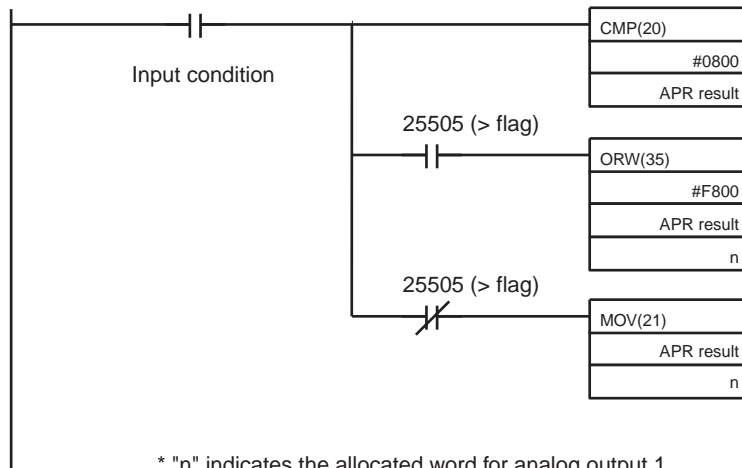 CMP(20)
#0800
APR result
Input condition
25505 (> flag)
ORW(35)
#F800
APR result
n
25505 (> flag)
MOV(21)
APR result
n
* "n" indicates the allocated word for analog output 1.